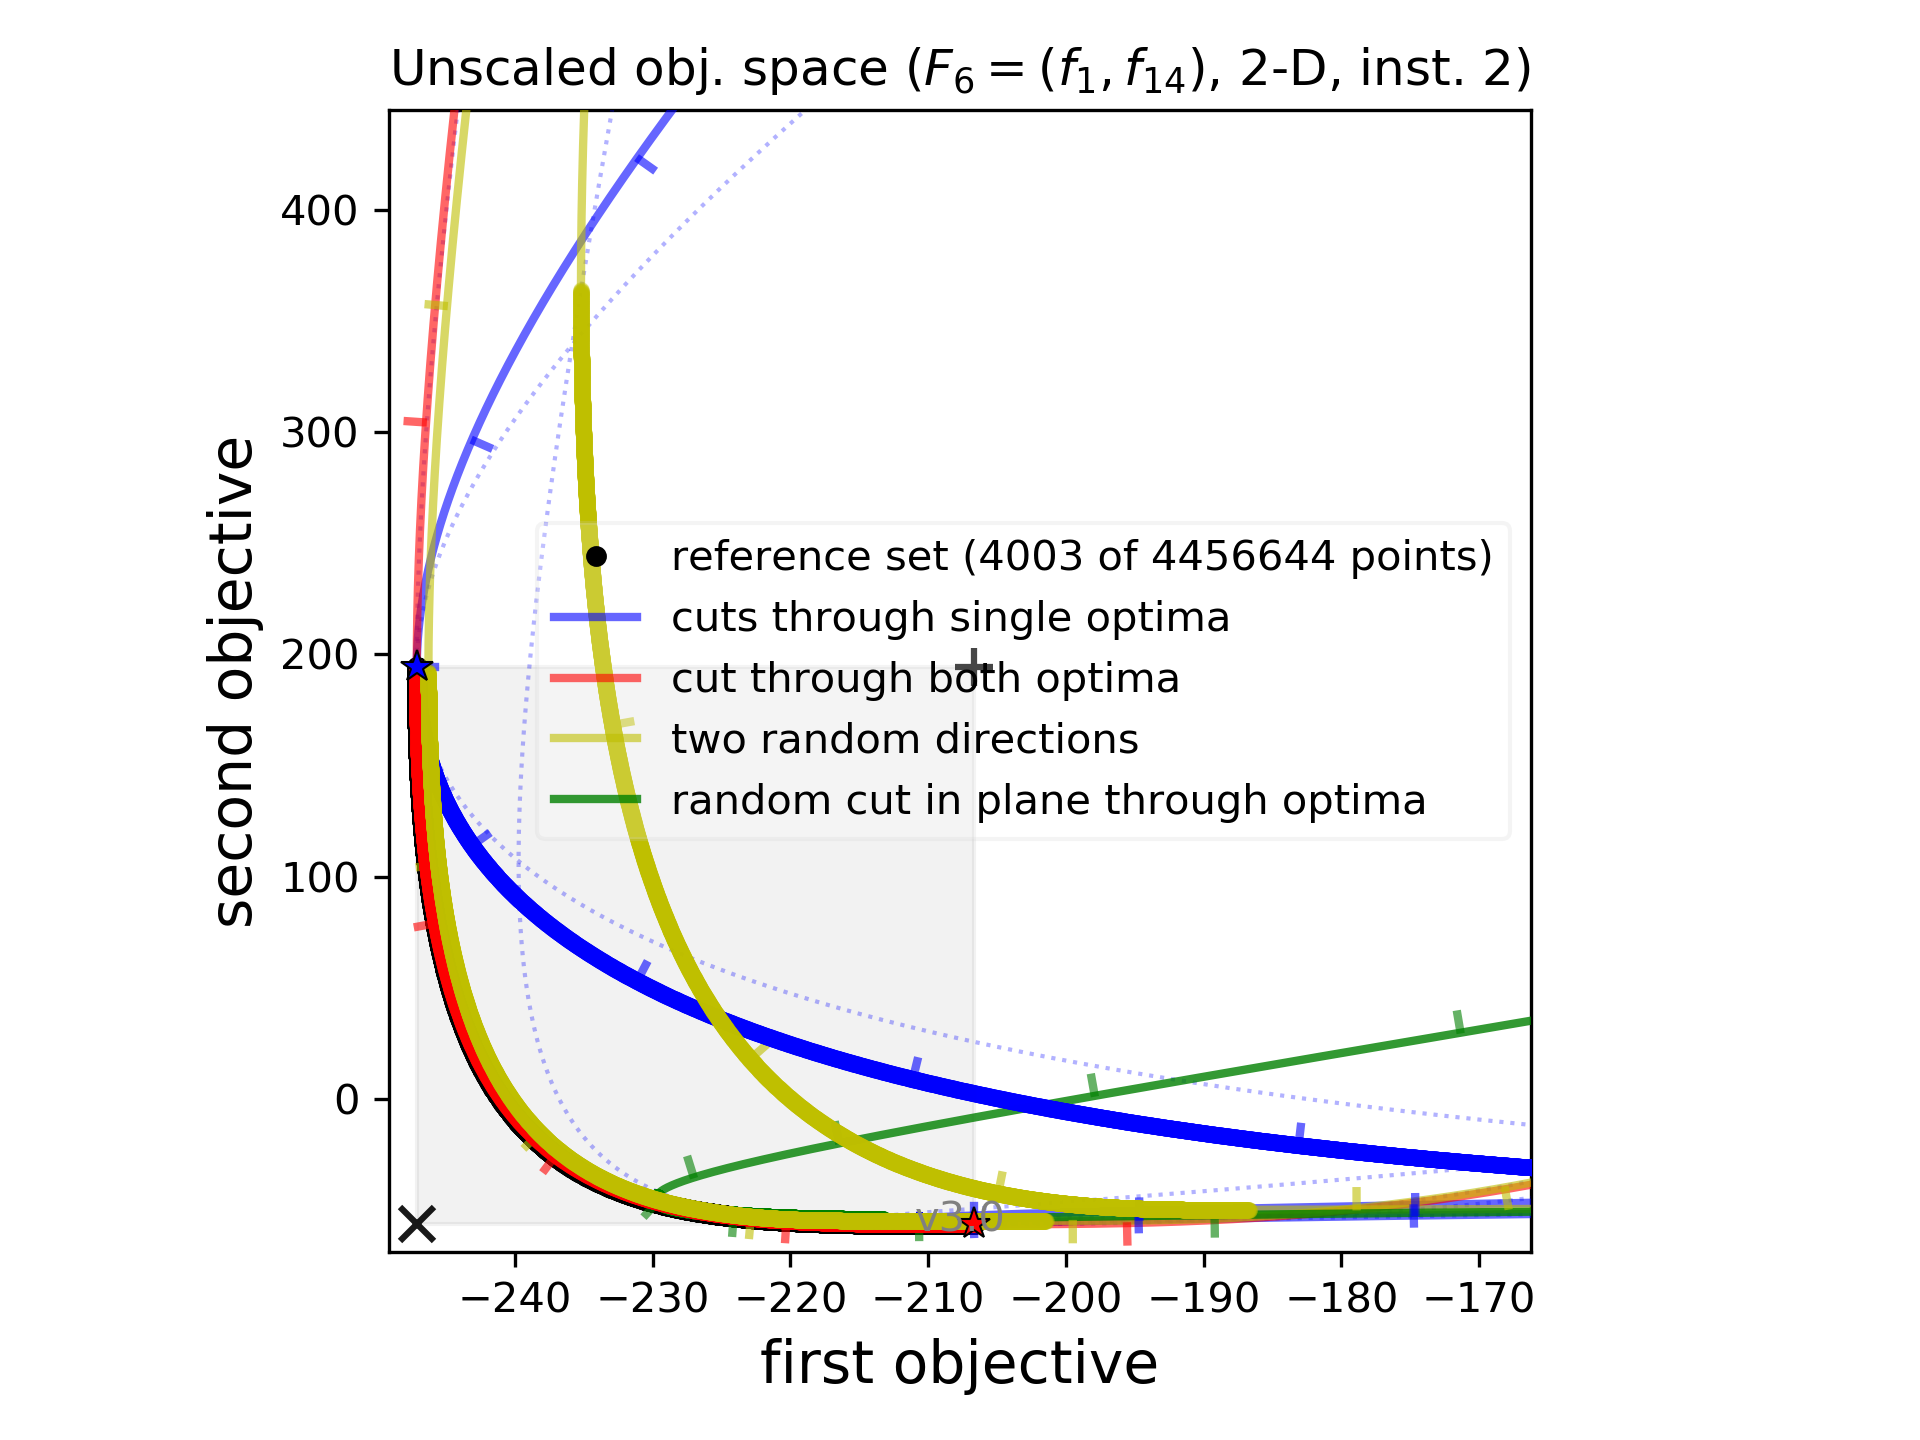 Unscaled obj. space (F6 = (f1, f14), 2-D, inst. 2)
second objective
400
300
200
100
0
reference set (4003 of 4456644 points)
cuts through single optima
cut through both optima
two random directions
random cut in plane through optima
−240 −230 −220 −210 −200 −190 −180 −170
first objective